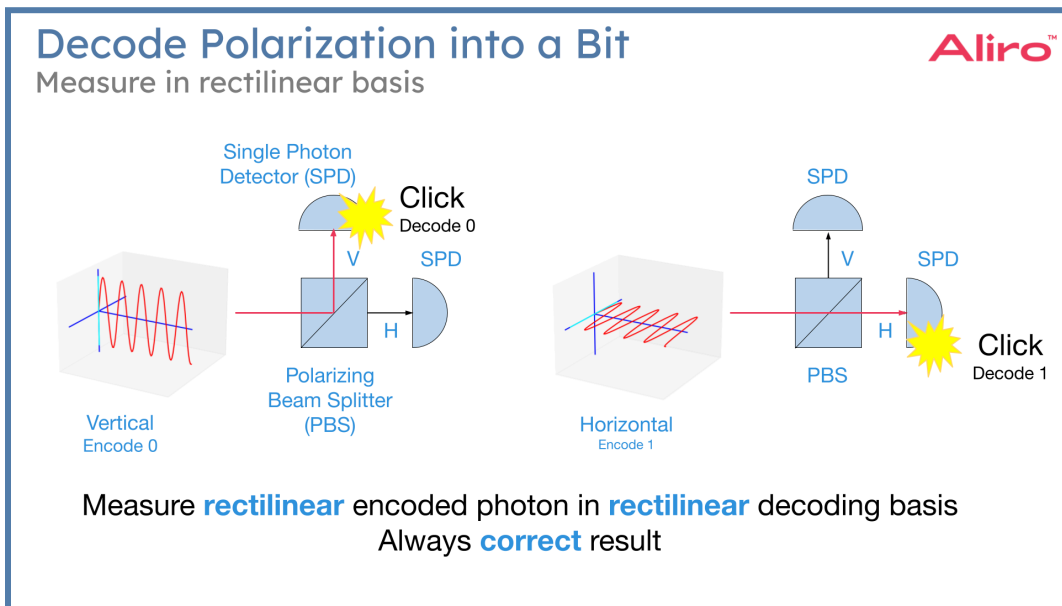 Decode Polarization into a Bit
Aliro™
Measure in rectilinear basis
Single Photon
Detector (SPD)
Click
Decode 0
V
SPD
H
Polarizing
Beam Splitter
(PBS)
Vertical
Encode 0
SPD
V
SPD
H
Click
Decode 1
PBS
Horizontal
Encode 1
Measure rectilinear encoded photon in rectilinear decoding basis
Always correct result